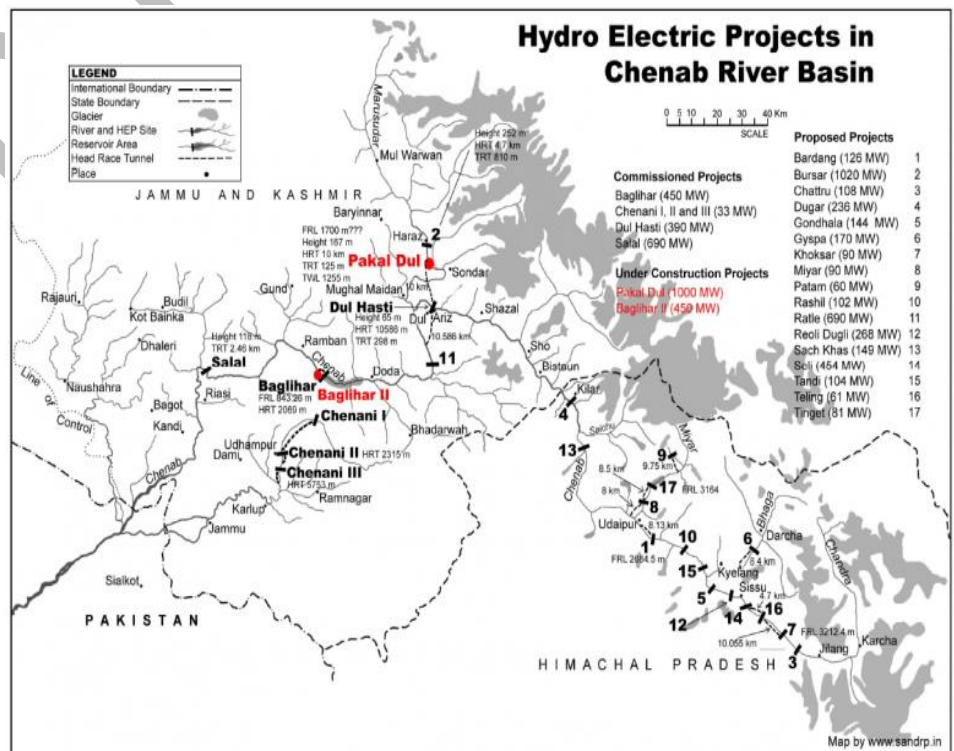 Hydro Electric Projects in
Chenab River Basin
LEGEND
International Boundary
State Boundary
Glacier
River and HEP Site
Reservoir Area
Head Race Tunnel
Place
0 5 10 20 30 40 Km
SCALE
Commissioned Projects
Baglihar (450 MW)
Chenani I, II and III (33 MW)
Dul Hasti (390 MW)
Salal (690 MW)
Under Construction Projects
Pakal Dul (1000 MW)
Baglihar II (450 MW)
Proposed Projects
Bardang (126 MW) 1
Bursar (1020 MW) 2
Chattru (108 MW) 3
Dugar (236 MW) 4
Gondhala (144 MW) 5
Gyspa (170 MW) 6
Khoksar (90 MW) 7
Miyar (90 MW) 8
Patam (60 MW) 9
Rashil (102 MW) 10
Ratle (690 MW) 11
Reoli Dugli (268 MW) 12
Sach Khas (149 MW) 13
Seli (454 MW) 14
Tandi (104 MW) 15
Teling (61 MW) 16
Tinget (81 MW) 17
JAMMU AND KASHMIR
Marusudar
Height 252 m
HRT 4.7 km
TRT 810 m
Mul Warwan
Baryinnar
FRL 1700 m???
Height 167 m
HRT 10 km
TRT 125 m
TWL 1255 m
Haraz
2
Pakal Dul
Sondar
10 km
Mughal Maidan
Dul Hasti
Dul
Ariz
Shazal
Height 65 m
HRT 10586 m
TRT 298 m
10.586 km
11
Gund
Rajauri
Budil
Kot Bainka
Dhaleri
Height 118 m
TRT 2.46 km
Salal
Ramban
Chenab
Doda
Baglihar
Baglihar II
FRL 843.26 m
HRT 2069 m
Line of Control
Naushahra
Riasi
Bagot
Kandi
Chenani I
Udhampur
Dami
Chenani II HRT 2315 m
Chenani III
HRT 5753 m
Bhadarwah
Ramnagar
Karlup
Chenab
Jammu
Sialkot
PAKISTAN
Sho
Bistaun
Kilar
4
Saichu
13
Chenab
Miyar
9
9.75 km
8.5 km
17
FRL 3164
8 km
8
Udaipur
8.13 km
1
10
15
Kyelang
6
Darcha
Bhaga
6.4 km
Sissu
5
4.7 km
12
14
16
7
10.055 km
FRL 3212.4 m
3
Jilang
Karcha
Chandra
HIMACHAL PRADESH
Map by www.sandrp.in